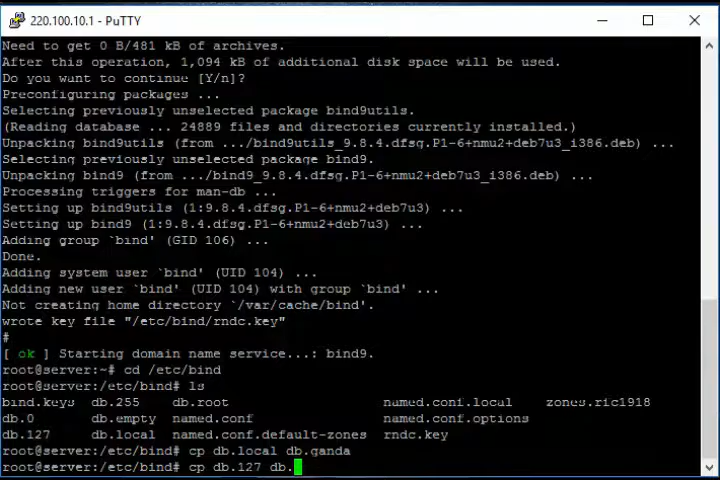 220.100.10.1 - PuTTY
Need to get 0 B/481 kB of archives.
After this operation, 1,094 kB of additional disk space will be used.
Do you want to continue [Y/n]?
Preconfiguring packages ...
Selecting previously unselected package bind9utils.
(Reading database ... 24889 files and directories currently installed.)
Unpacking bind9utils (from .../bind9utils_9.8.4.dfsg.P1-6+nmu2+deb7u3_i386.deb) ...
Selecting previously unselected package bind9.
Unpacking bind9 (from .../bind9_9.8.4.dfsg.P1-6+nmu2+deb7u3_i386.deb) ...
Processing triggers for man-db ...
Setting up bind9utils (1:9.8.4.dfsg.P1-6+nmu2+deb7u3) ...
Setting up bind9 (1:9.8.4.dfsg.P1-6+nmu2+deb7u3) ...
Adding group `bind' (GID 106) ...
Done.
Adding system user `bind' (UID 104) ...
Adding new user `bind' (UID 104) with group `bind' ...
Not creating home directory `/var/cache/bind'.
wrote key file "/etc/bind/rndc.key"
#
[ ok ] Starting domain name service...: bind9.
root@server:~# cd /etc/bind
root@server:/etc/bind# ls
bind.keys db.255 db.root named.conf.local zones.rfc1918
db.0 db.empty named.conf named.conf.options
db.127 db.local named.conf.default-zones rndc.key
root@server:/etc/bind# cp db.local db.ganda
root@server:/etc/bind# cp db.127 db.